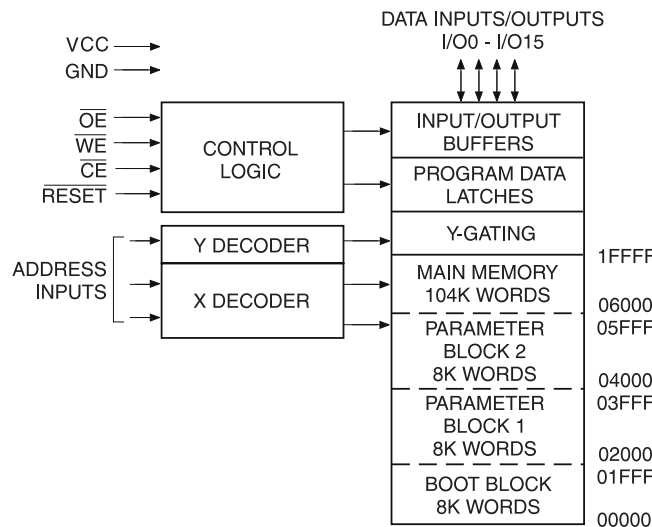 DATA INPUTS/OUTPUTS
I/O0 - I/O15
VCC
GND
OE
WE
CE
RESET
CONTROL
LOGIC
INPUT/OUTPUT
BUFFERS
PROGRAM DATA
LATCHES
Y-GATING
ADDRESS
INPUTS
Y DECODER
X DECODER
MAIN MEMORY
104K WORDS
PARAMETER
BLOCK 2
8K WORDS
PARAMETER
BLOCK 1
8K WORDS
BOOT BLOCK
8K WORDS
1FFFF
06000
05FFF
04000
03FFF
02000
01FFF
00000